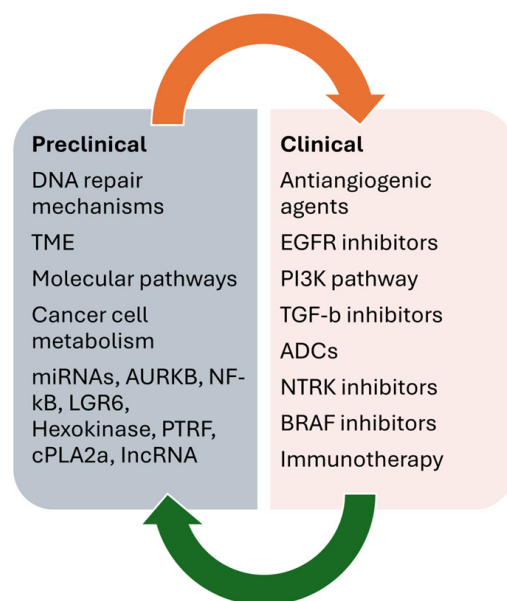 Preclinical
DNA repair
mechanisms
TME
Molecular pathways
Cancer cell
metabolism
miRNAs, AURKB, NF-
kB, LGR6,
Hexokinase, PTRF,
cPLA2a, lncRNA
Clinical
Antiangiogenic
agents
EGFR inhibitors
PI3K pathway
TGF-b inhibitors
ADCs
NTRK inhibitors
BRAF inhibitors
Immunotherapy